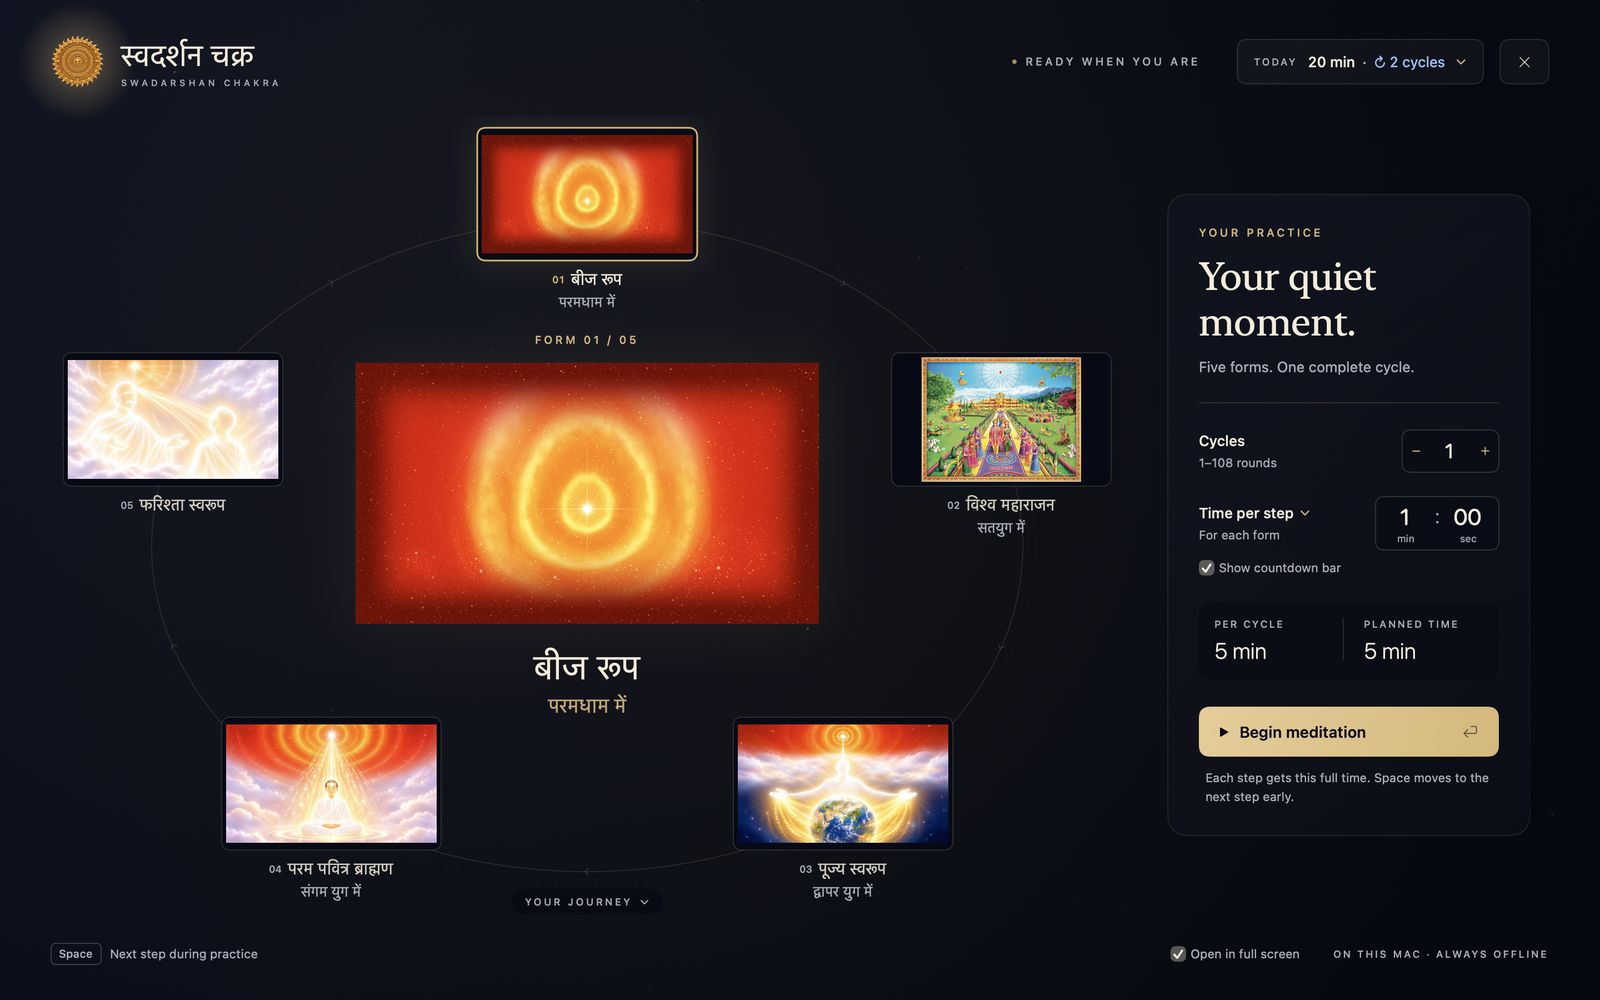 स्वदर्शन चक्र
SWADARSHAN CHAKRA
READY WHEN YOU ARE
TODAY 20 min · 2 cycles
01 बीज रूप
परमधाम में
FORM 01 / 05
05 फरिश्ता स्वरूप
02 विश्व महाराजन
सतयुग में
बीज रूप
परमधाम में
04 परम पवित्र ब्राह्मण
संगम युग में
03 पूज्य स्वरूप
द्वापर युग में
YOUR JOURNEY
YOUR PRACTICE
Your quiet
moment.
Five forms. One complete cycle.
Cycles
1–108 rounds
− 1 +
Time per step
For each form
1 : 00
min sec
Show countdown bar
PER CYCLE
5 min
PLANNED TIME
5 min
Begin meditation
Each step gets this full time. Space moves to the
next step early.
Space Next step during practice
Open in full screen
ON THIS MAC · ALWAYS OFFLINE